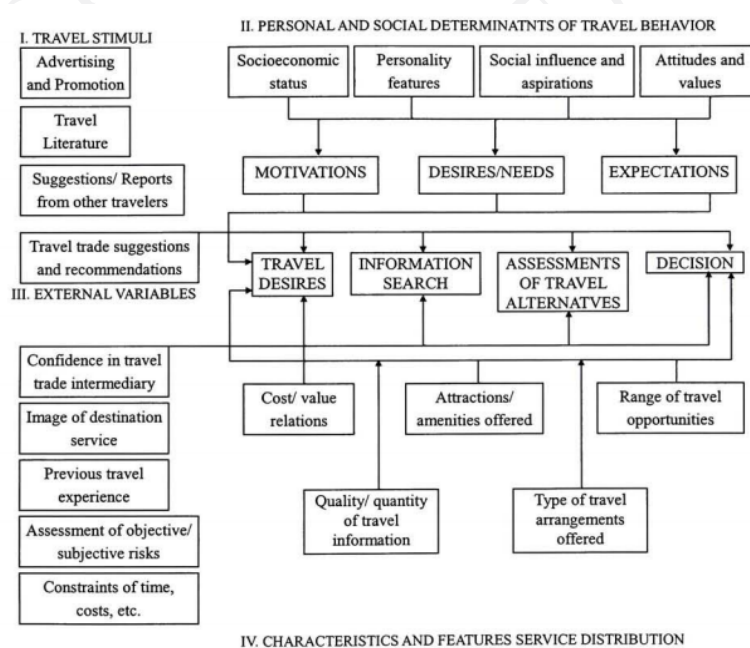 I. TRAVEL STIMULI
Advertising
and Promotion
Travel
Literature
Suggestions/ Reports
from other travelers
Travel trade suggestions
and recommendations
II. PERSONAL AND SOCIAL DETERMINATNTS OF TRAVEL BEHAVIOR
Socioeconomic
status
Personality
features
Social influence and
aspirations
Attitudes and
values
MOTIVATIONS
DESIRES/NEEDS
EXPECTATIONS
TRAVEL
DESIRES
INFORMATION
SEARCH
ASSESSMENTS
OF TRAVEL
ALTERNATVES
DECISION
III. EXTERNAL VARIABLES
Confidence in travel
trade intermediary
Image of destination
service
Previous travel
experience
Assessment of objective/
subjective risks
Constraints of time,
costs, etc.
Cost/ value
relations
Attractions/
amenities offered
Range of travel
opportunities
Quality/ quantity
of travel
information
Type of travel
arrangements
offered
IV. CHARACTERISTICS AND FEATURES SERVICE DISTRIBUTION